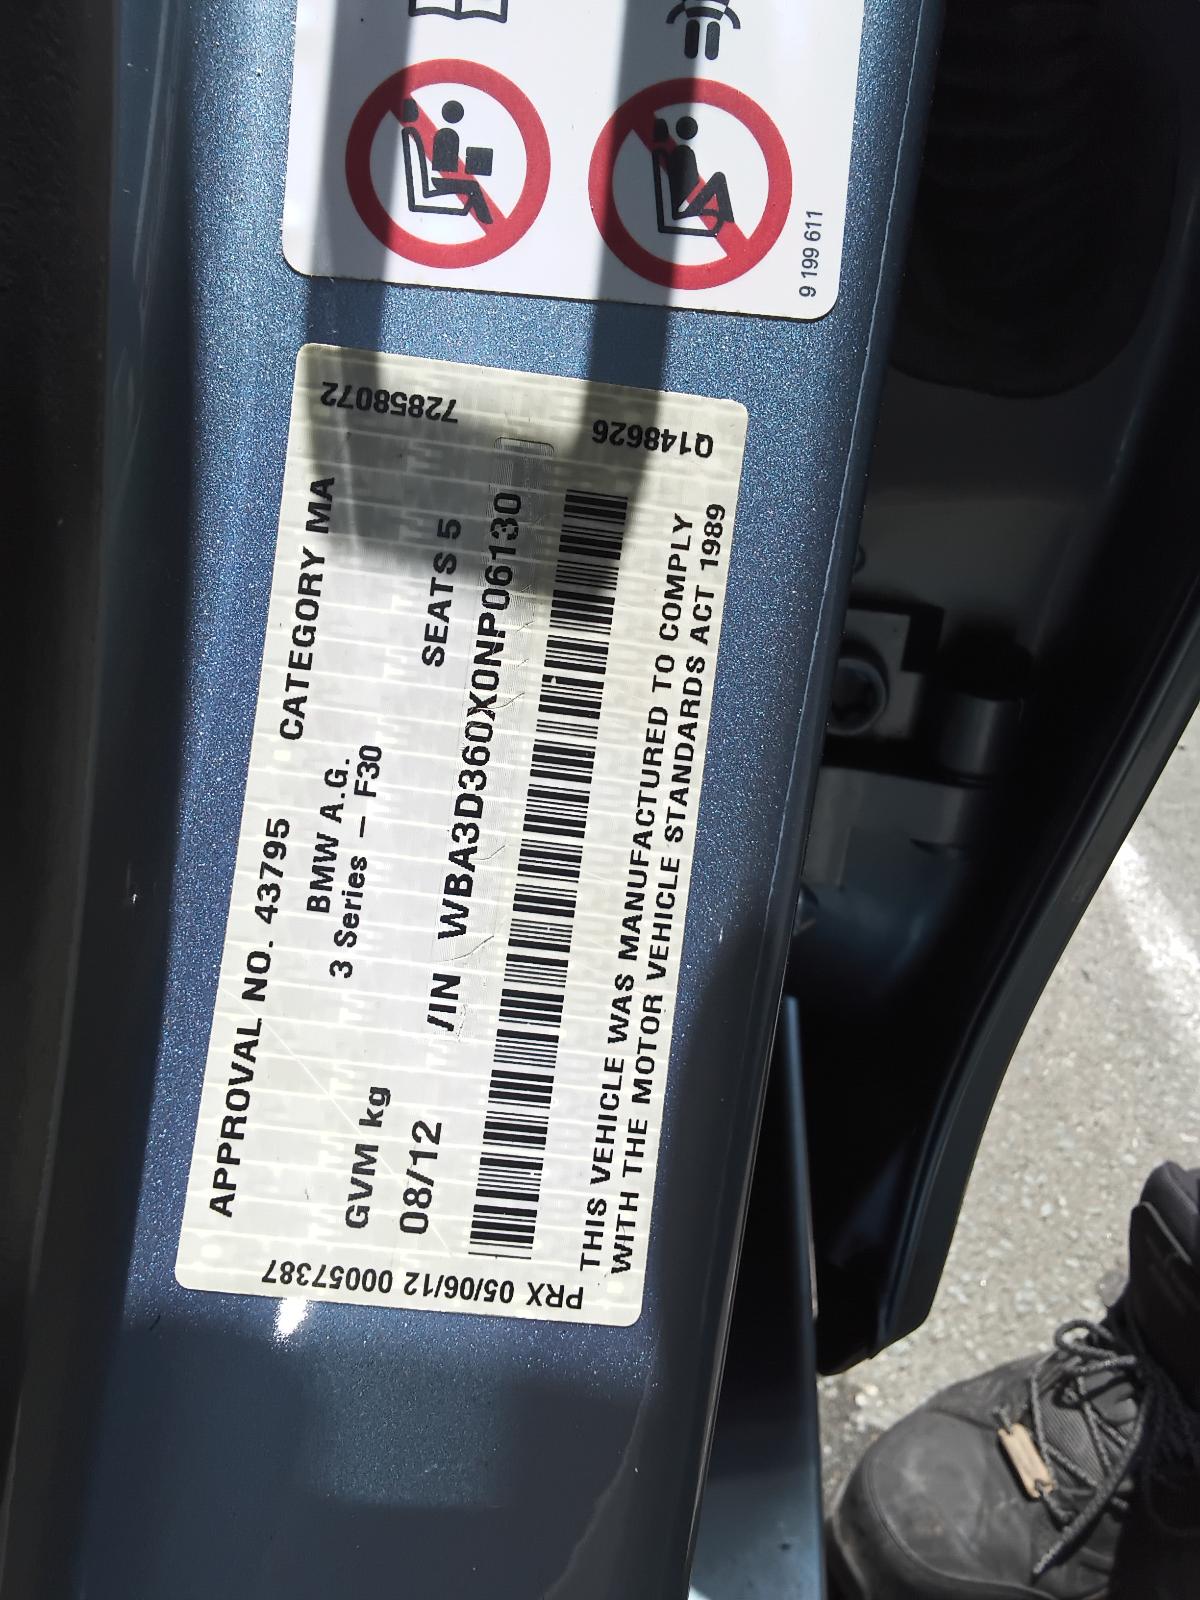 9 199 611
72858072
Q148626
APPROVAL NO. 43795 CATEGORY MA
BMW A.G.
3 Series – F30
GVM kg
08/12 SEATS 5
VIN WBA3D360X0NP06130
THIS VEHICLE WAS MANUFACTURED TO COMPLY
WITH THE MOTOR VEHICLE STANDARDS ACT 1989
PRX 05/06/12 00057387